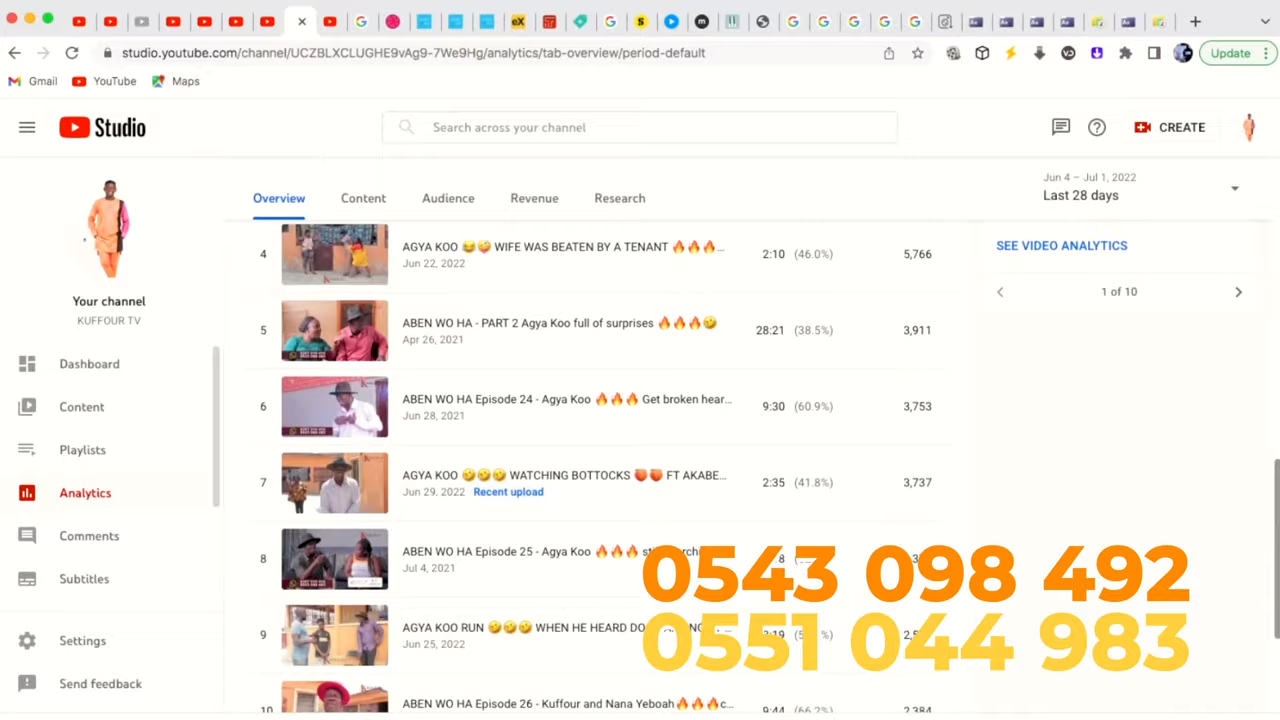 studio.youtube.com/channel/UCZBLXCLUGHE9vAg9-7We9Hg/analytics/tab-overview/period-default
Update
Gmail YouTube Maps
Studio
Search across your channel
CREATE
Your channel
KUFFOUR TV
Dashboard
Content
Playlists
Analytics
Comments
Subtitles
Settings
Send feedback
Overview Content Audience Revenue Research
Jun 4 – Jul 1, 2022
Last 28 days
4 AGYA KOO 😂🤣 WIFE WAS BEATEN BY A TENANT 🔥🔥🔥... 2:10 (46.0%) 5,766
Jun 22, 2022
5 ABEN WO HA - PART 2 Agya Koo full of surprises 🔥🔥🔥🤣 28:21 (38.5%) 3,911
Apr 26, 2021
6 ABEN WO HA Episode 24 - Agya Koo 🔥🔥🔥 Get broken hear... 9:30 (60.9%) 3,753
Jun 28, 2021
7 AGYA KOO 🤣🤣🤣 WATCHING BOTTOCKS 🍑🍑 FT AKABE... 2:35 (41.8%) 3,737
Jun 29, 2022 Recent upload
8 ABEN WO HA Episode 25 - Agya Koo 🔥🔥🔥
Jul 4, 2021
9 AGYA KOO RUN 🤣🤣🤣 WHEN HE HEARD
Jun 25, 2022
10 ABEN WO HA Episode 26 - Kuffour and Nana Yeboah🔥🔥🔥c... 9:44 (66.2%) 2,384
SEE VIDEO ANALYTICS
1 of 10
0543 098 492
0551 044 983